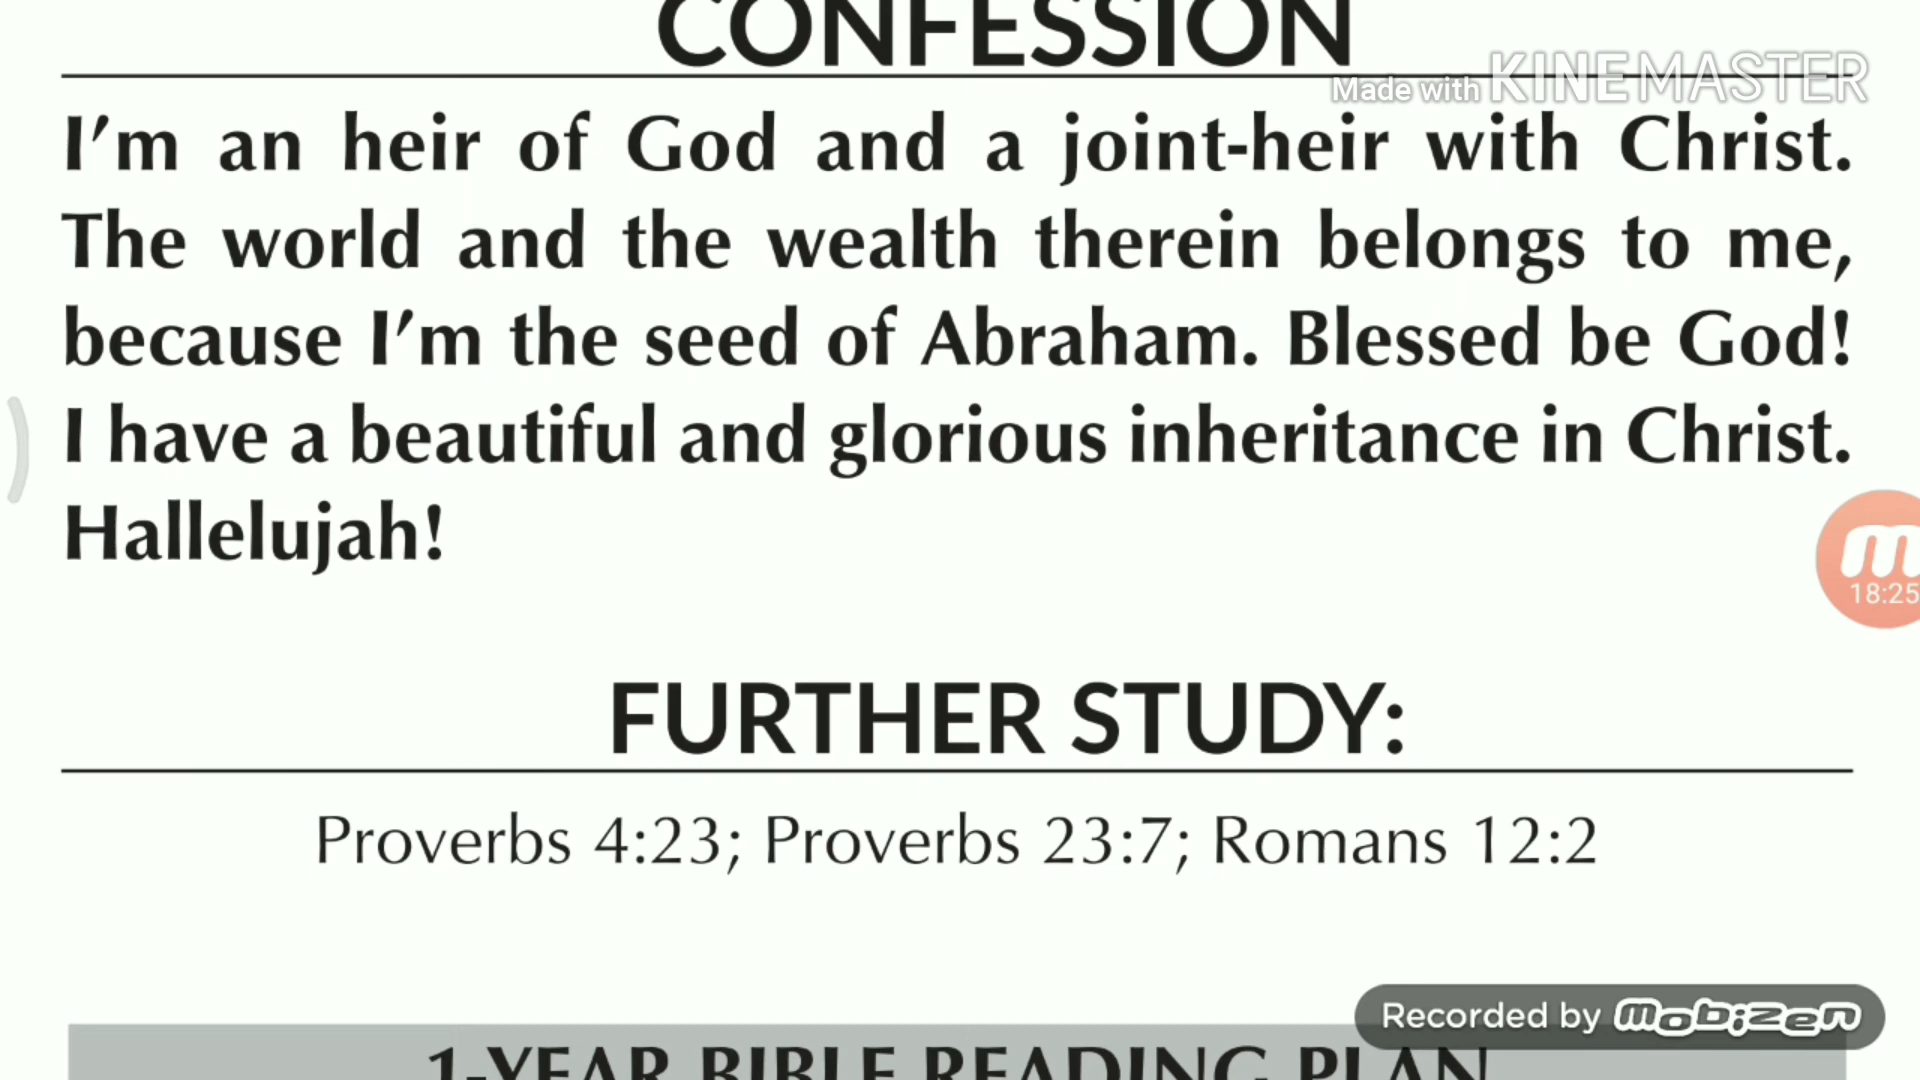 CONFESSION
Made with KINEMASTER
I'm an heir of God and a joint-heir with Christ.
The world and the wealth therein belongs to me,
because I'm the seed of Abraham. Blessed be God!
I have a beautiful and glorious inheritance in Christ.
Hallelujah!
18:25
FURTHER STUDY:
Proverbs 4:23; Proverbs 23:7; Romans 12:2
Recorded by mobizen
1-YEAR BIBLE READING PLAN